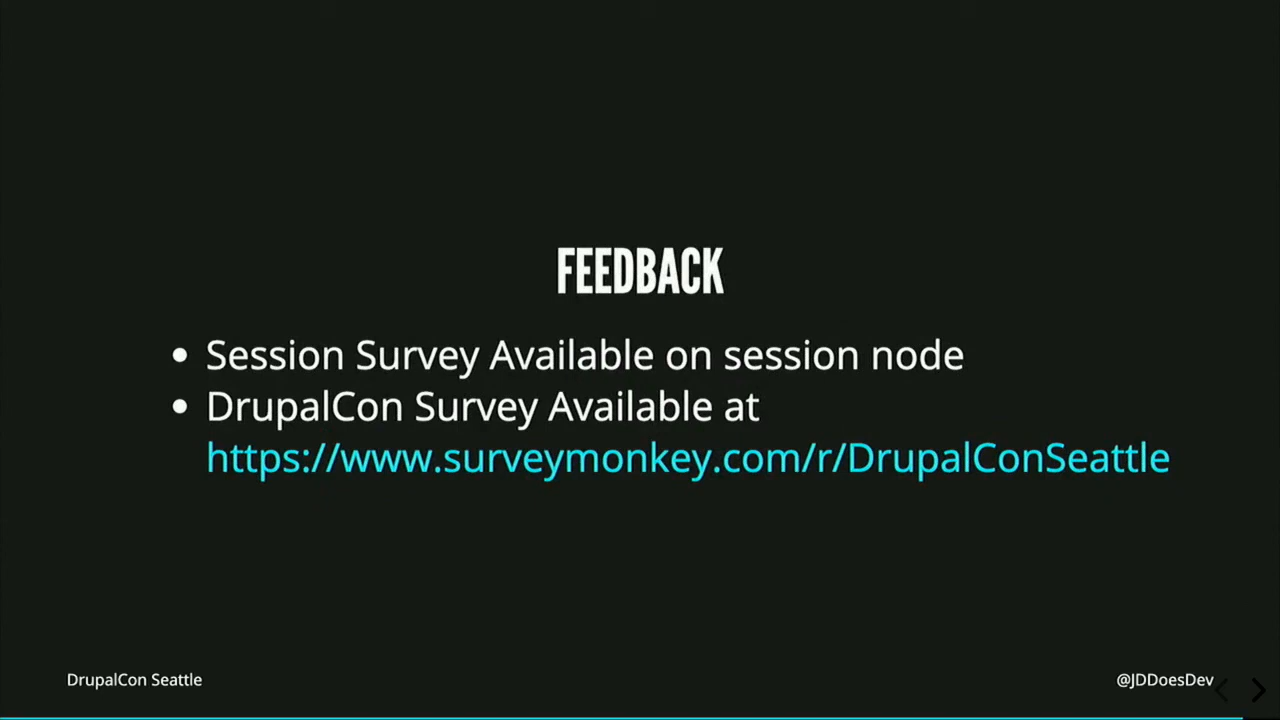 FEEDBACK
Session Survey Available on session node
DrupalCon Survey Available at
https://www.surveymonkey.com/r/DrupalConSeattle
DrupalCon Seattle
@JDDoesDev